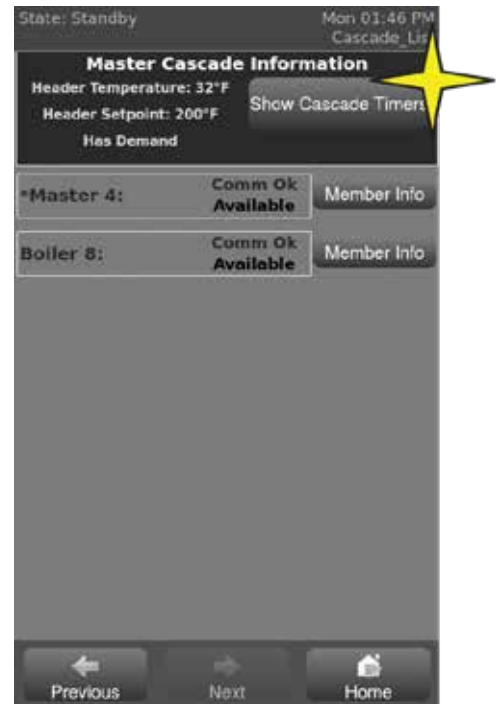 State: Standby
Mon 01:46 PM
Cascade_Lis
Master Cascade Information
Header Temperature: 32°F
Header Setpoint: 200°F
Show Cascade Timers
Has Demand
*Master 4:
Comm Ok
Available
Member Info
Boiler 8:
Comm Ok
Available
Member Info
Previous
Next
Home